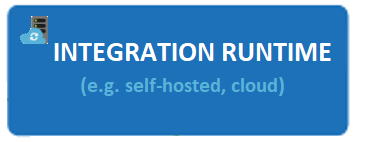 INTEGRATION RUNTIME
(e.g. self-hosted, cloud)